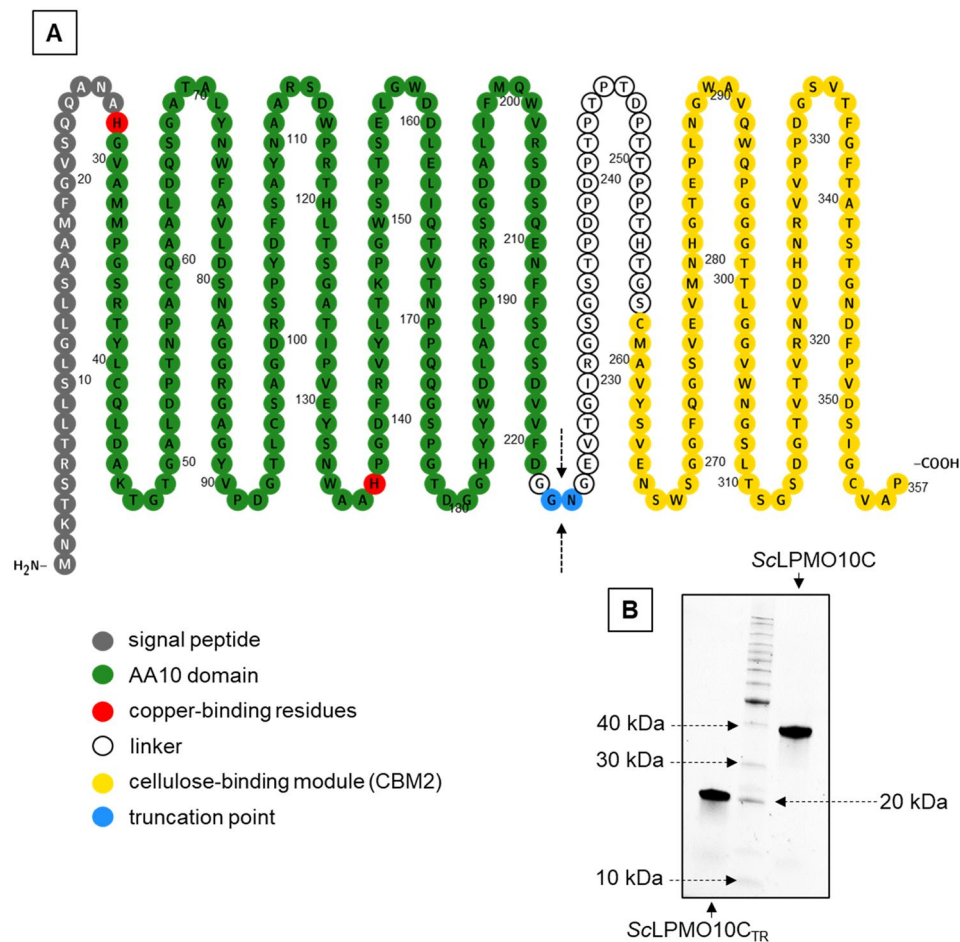 A
M N K T S R T L L S L G L L S A A M F G V S Q Q A N A
H G V A M M P G S R T Y L C Q L D A K T G T
G A L D P T N P A C Q A A L D Q S G A T A
L Y N W F A V L D S N A G G R G A G Y V P D G
T L C S A G D R S P Y D F S A Y N A A R S D
W P R T H L T S G A T I P V E Y S N W A A H
P G D F R V Y L T K P G W S P T S E L G W D
D L E L I Q T V T N P P Q Q G S P G T D G G
H Y Y W D L A L P S G R S G D A L I F M Q W
V R S D S Q E N F F S C S D V V F D G G N G
E V T G I R G S G S T P D P D P T P T P T D
P T T P P T H T G S C M A V Y S V E N S W S
G G F Q G S V E V M N H G T E P L N G W A V
Q W Q P G G G T T L G G V W N G S L T S G S D
G T V T V R N V D H N R V V P P D G S V T
F G F T A T S T G N D F P V D S I G C V A P
10 20 30 40 50 60 70 80 90 100 110 120 130 140 150 160 170 180 190 200 210 220 230 240 250 260 270 280 290 300 310 320 330 340 350 357
H₂N–
–COOH
signal peptide
AA10 domain
copper-binding residues
linker
cellulose-binding module (CBM2)
truncation point
B
ScLPMO10C
40 kDa
30 kDa
20 kDa
10 kDa
ScLPMO10C_TR